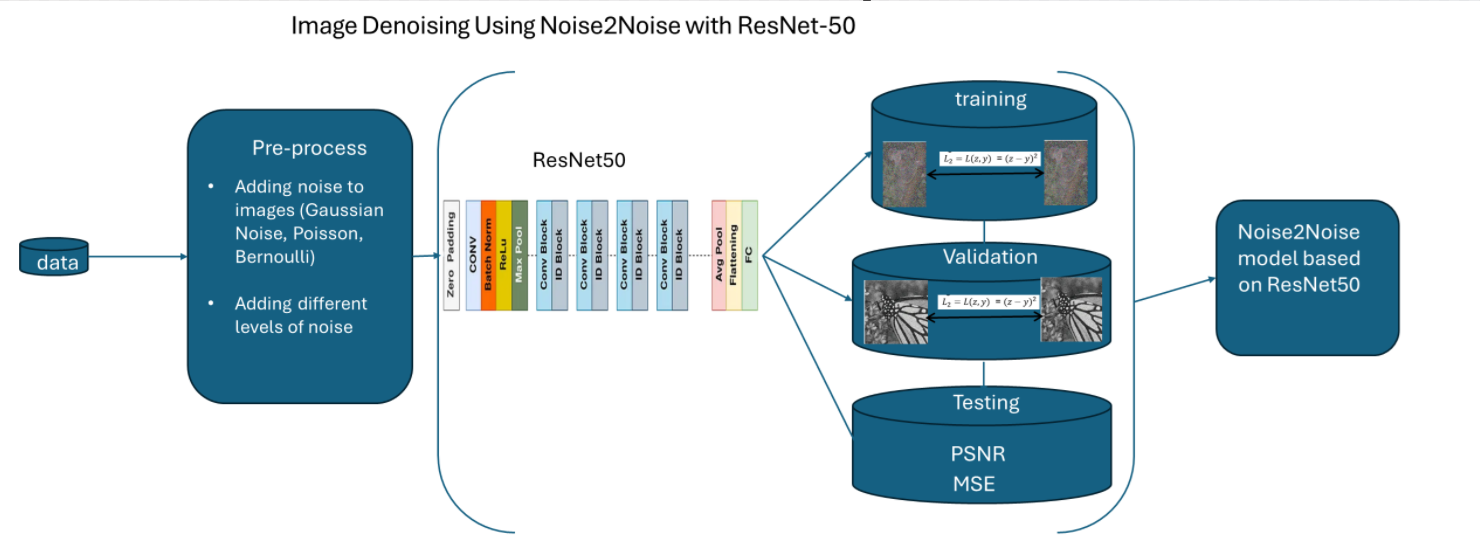 Image Denoising Using Noise2Noise with ResNet-50
data
Pre-process
• Adding noise to
images (Gaussian
Noise, Poisson,
Bernoulli)
• Adding different
levels of noise
ResNet50
Zero Padding
CONV
Batch Norm
ReLu
Max Pool
Conv Block
ID Block
Conv Block
ID Block
Conv Block
ID Block
Conv Block
ID Block
Avg Pool
Flattening
FC
training
L₂ = L(z, y) = (z − y)²
Validation
L₂ = L(z, y) = (z − y)²
Testing
PSNR
MSE
Noise2Noise
model based
on ResNet50